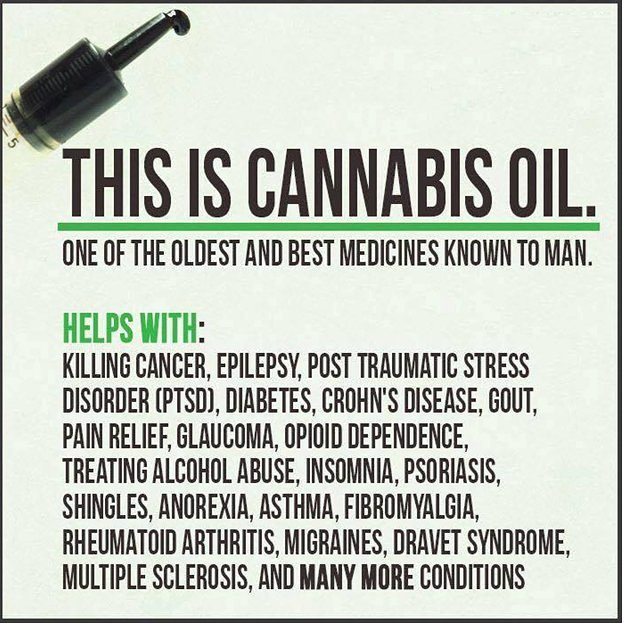 5
THIS IS CANNABIS OIL.
ONE OF THE OLDEST AND BEST MEDICINES KNOWN TO MAN.
HELPS WITH:
KILLING CANCER, EPILEPSY, POST TRAUMATIC STRESS
DISORDER (PTSD), DIABETES, CROHN'S DISEASE, GOUT,
PAIN RELIEF, GLAUCOMA, OPIOID DEPENDENCE,
TREATING ALCOHOL ABUSE, INSOMNIA, PSORIASIS,
SHINGLES, ANOREXIA, ASTHMA, FIBROMYALGIA,
RHEUMATOID ARTHRITIS, MIGRAINES, DRAVET SYNDROME,
MULTIPLE SCLEROSIS, AND MANY MORE CONDITIONS